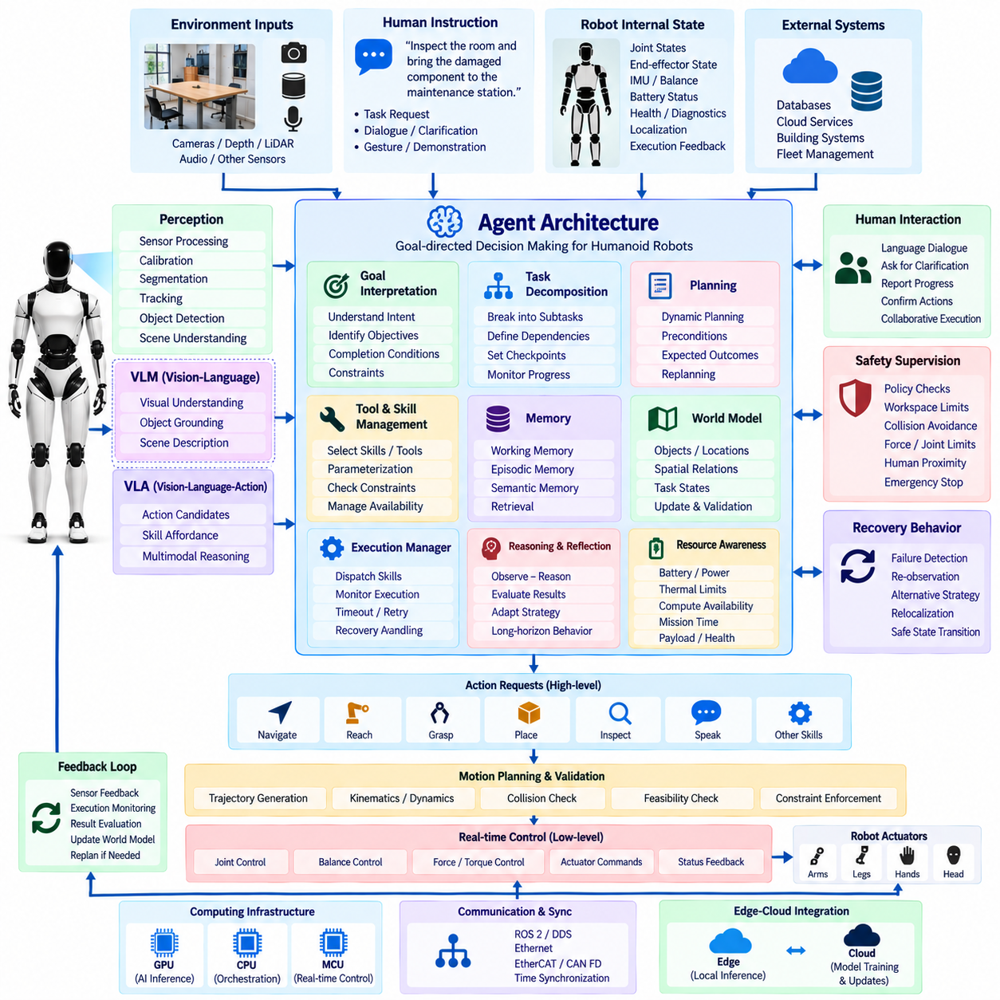 Environment Inputs
Cameras / Depth / LiDAR
Audio / Other Sensors
Human Instruction
“Inspect the room and
bring the damaged
component to the
maintenance station.”
• Task Request
• Dialogue / Clarification
• Gesture / Demonstration
Robot Internal State
Joint States
End-effector State
IMU / Balance
Battery Status
Health / Diagnostics
Localization
Execution Feedback
External Systems
Databases
Cloud Services
Building Systems
Fleet Management
Perception
Sensor Processing
Calibration
Segmentation
Tracking
Object Detection
Scene Understanding
VLM (Vision-Language)
Visual Understanding
Object Grounding
Scene Description
VLA (Vision-Language-Action)
Action Candidates
Skill Affordance
Multimodal Reasoning
Agent Architecture
Goal-directed Decision Making for Humanoid Robots
Goal
Interpretation
Understand Intent
Identify Objectives
Completion Conditions
Constraints
Task
Decomposition
Break into Subtasks
Define Dependencies
Set Checkpoints
Monitor Progress
Planning
Dynamic Planning
Preconditions
Expected Outcomes
Replanning
Tool & Skill
Management
Select Skills / Tools
Parameterization
Check Constraints
Manage Availability
Memory
Working Memory
Episodic Memory
Semantic Memory
Retrieval
World Model
Objects / Locations
Spatial Relations
Task States
Update & Validation
Execution Manager
Dispatch Skills
Monitor Execution
Timeout / Retry
Recovery Aʌndling
Reasoning & Reflection
Observe – Reason
Evaluate Results
Adapt Strategy
Long-horizon Behavior
Resource Awareness
Battery / Power
Thermal Limits
Compute Availability
Mission Time
Payload / Health
Human Interaction
Language Dialogue
Ask for Clarification
Report Progress
Confirm Actions
Collaborative Execution
Safety Supervision
Policy Checks
Workspace Limits
Collision Avoidance
Force / Joint Limits
Human Proximity
Emergency Stop
Recovery Behavior
Failure Detection
Re-observation
Alternative Strategy
Relocalization
Safe State Transition
Action Requests (High-level)
Navigate
Reach
Grasp
Place
Inspect
Speak
Other Skills
Feedback Loop
Sensor Feedback
Execution Monitoring
Result Evaluation
Update World Model
Replan if Needed
Motion Planning & Validation
Trajectory Generation
Kinematics / Dynamics
Collision Check
Feasibility Check
Constraint Enforcement
Real-time Control (Low-level)
Joint Control
Balance Control
Force / Torque Control
Actuator Commands
Status Feedback
Robot Actuators
Arms
Legs
Hands
Head
Computing Infrastructure
GPU
(AI Inference)
CPU
(Orchestration)
MCU
(Real-time Control)
Communication & Sync
ROS 2 / DDS
Ethernet
EtherCAT / CAN FD
Time Synchronization
Edge-Cloud Integration
Edge
(Local Inference)
Cloud
(Model Training
& Updates)